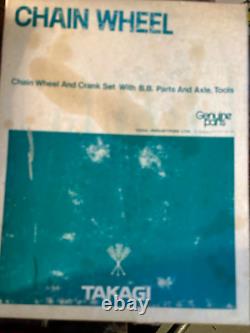 CHAIN WHEEL
Chain Wheel And Crank Set With B.B. Parts And Axle, Tools
Genuine
parts
TAKAGI